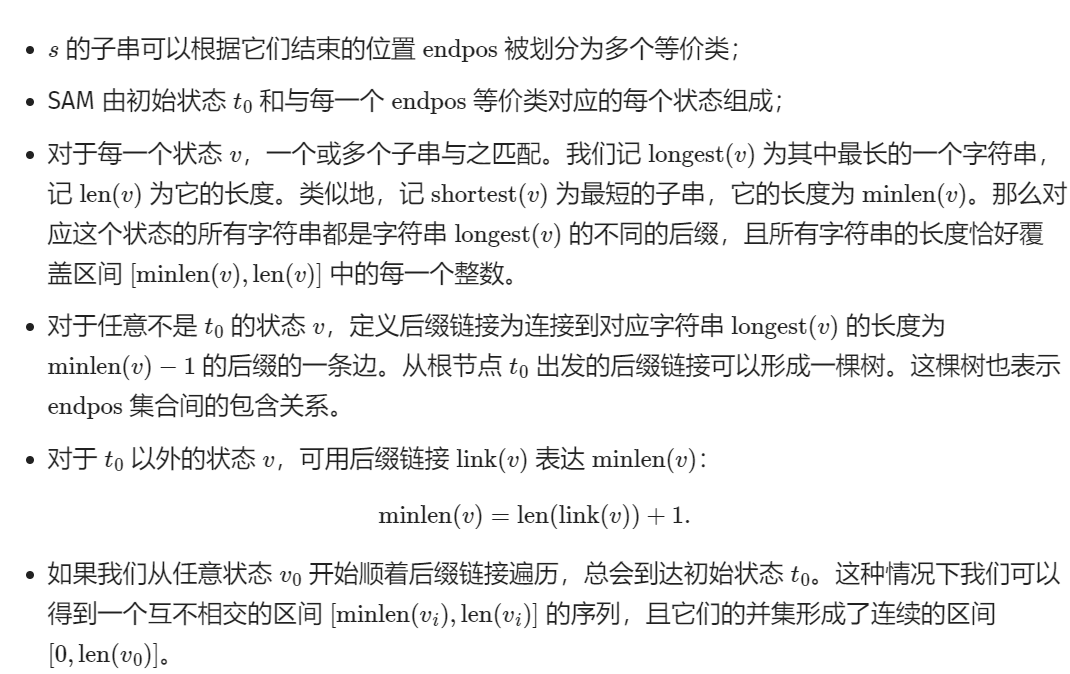 • s 的子串可以根据它们结束的位置 endpos 被划分为多个等价类；
• SAM 由初始状态 t₀ 和与每一个 endpos 等价类对应的每个状态组成；
• 对于每一个状态 v，一个或多个子串与之匹配。我们记 longest(v) 为其中最长的一个字符串，
记 len(v) 为它的长度。类似地，记 shortest(v) 为最短的子串，它的长度为 minlen(v)。那么对
应这个状态的所有字符串都是字符串 longest(v) 的不同的后缀，且所有字符串的长度恰好覆
盖区间 [minlen(v), len(v)] 中的每一个整数。
• 对于任意不是 t₀ 的状态 v，定义后缀链接为连接到对应字符串 longest(v) 的长度为
minlen(v) − 1 的后缀的一条边。从根节点 t₀ 出发的后缀链接可以形成一棵树。这棵树也表示
endpos 集合间的包含关系。
• 对于 t₀ 以外的状态 v，可用后缀链接 link(v) 表达 minlen(v)：
minlen(v) = len(link(v)) + 1.
• 如果我们从任意状态 v₀ 开始顺着后缀链接遍历，总会到达初始状态 t₀。这种情况下我们可以
得到一个互不相交的区间 [minlen(vᵢ), len(vᵢ)] 的序列，且它们的并集形成了连续的区间
[0, len(v₀)]。